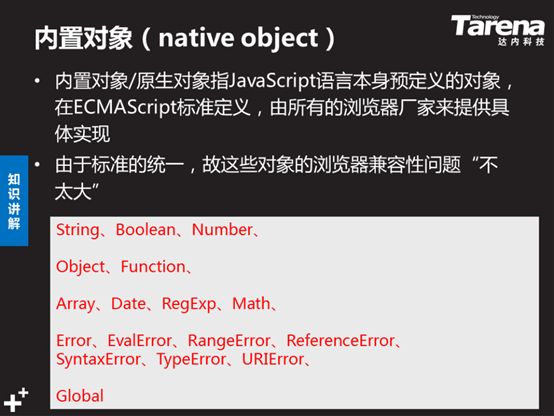 内置对象（native object）
Technology
Tarena
达内科技
• 内置对象/原生对象指JavaScript语言本身预定义的对象，
在ECMAScript标准定义，由所有的浏览器厂家来提供具
体实现
• 由于标准的统一，故这些对象的浏览器兼容性问题“不
太大”
知识讲解
String、Boolean、Number、
Object、Function、
Array、Date、RegExp、Math、
Error、EvalError、RangeError、ReferenceError、
SyntaxError、TypeError、URIError、
Global